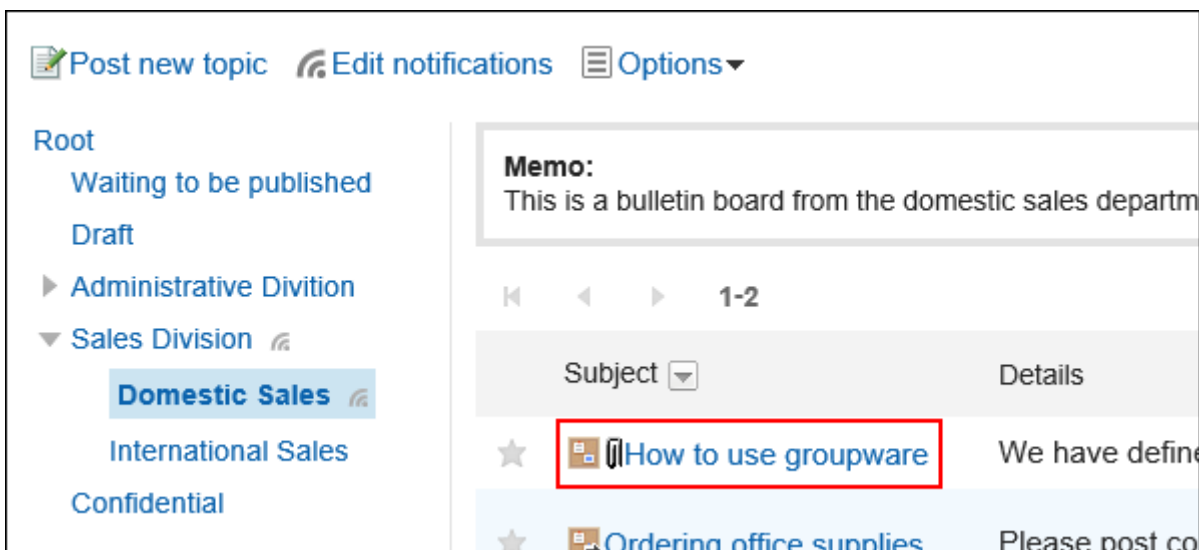 Post new topic Edit notifications Options
Root
Waiting to be published
Draft
Administrative Divition
Sales Division
Domestic Sales
International Sales
Confidential
Memo:
This is a bulletin board from the domestic sales departm
1-2
Subject Details
How to use groupware We have define
Ordering office supplies Please post co